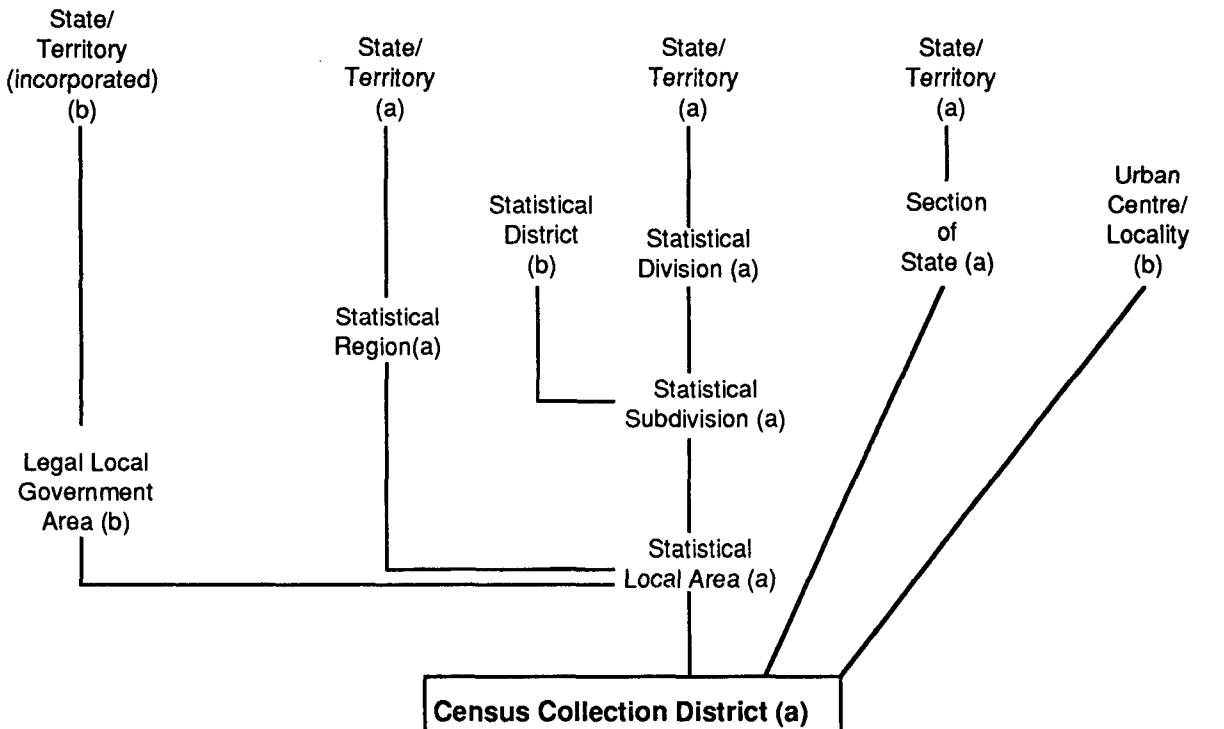 State/
Territory
(incorporated)
(b)
State/
Territory
(a)
State/
Territory
(a)
State/
Territory
(a)
Urban
Centre/
Locality
(b)
Statistical
District
(b)
Statistical
Division (a)
Section
of
State (a)
Statistical
Region(a)
Statistical
Subdivision (a)
Legal Local
Government
Area (b)
Statistical
Local Area (a)
Census Collection District (a)